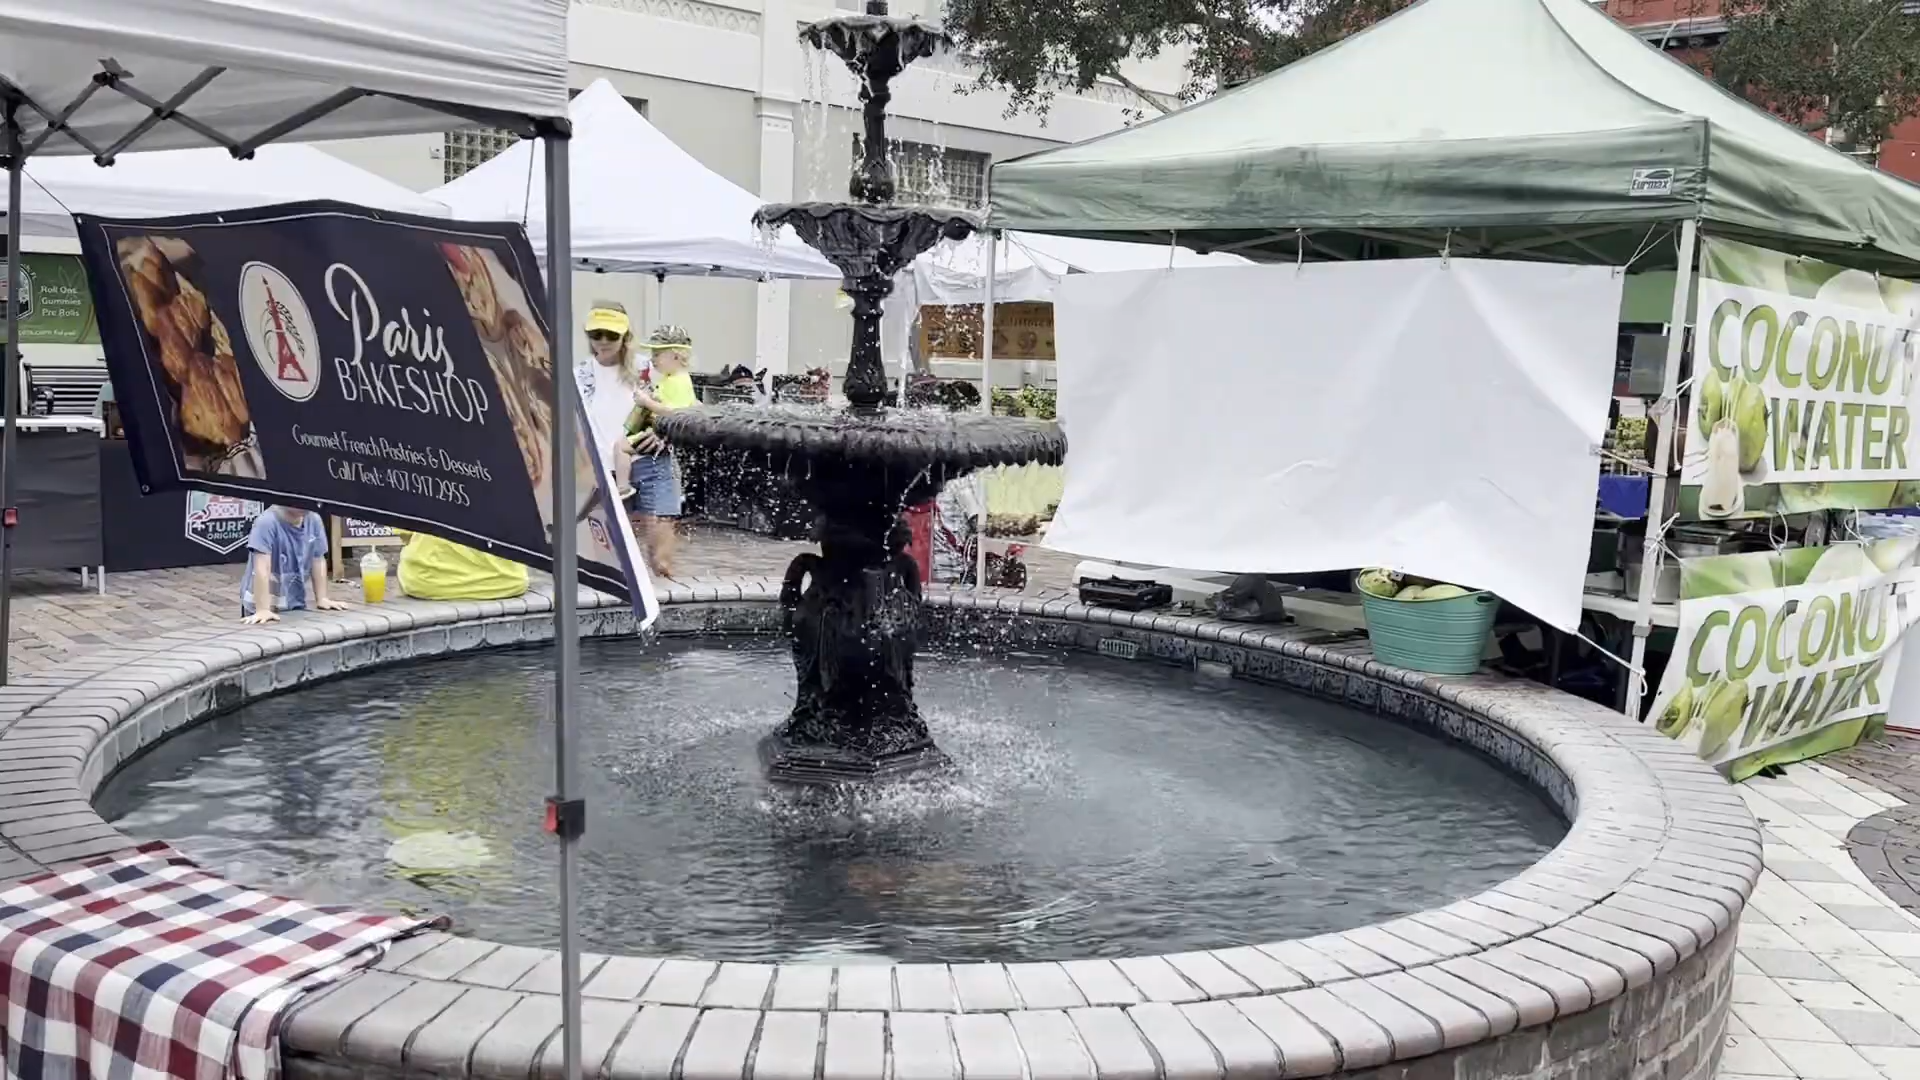 Paris
BAKESHOP
Gourmet French Pastries & Desserts
Call/Text: 407.917.2955
Roll Ons
Gummies
Pre Rolls
TURF
ORIGINS
Eurmax
COCONUT
WATER
COCONUT
WATER